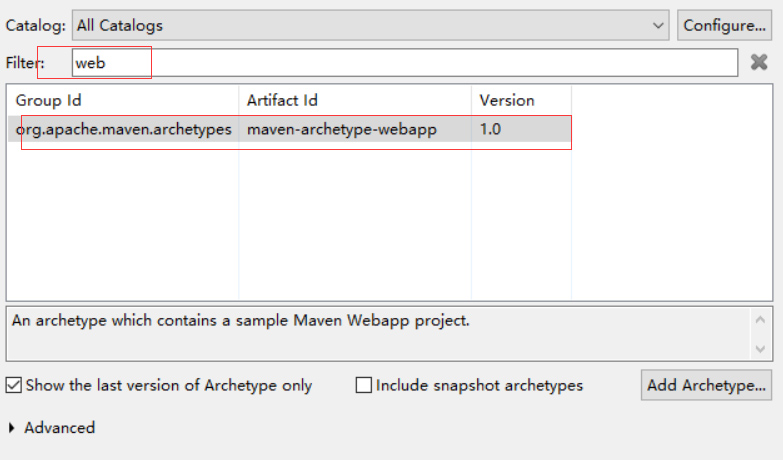 Catalog: All Catalogs Configure...
Filter: web
Group Id Artifact Id Version
org.apache.maven.archetypes maven-archetype-webapp 1.0
An archetype which contains a sample Maven Webapp project.
Show the last version of Archetype only Include snapshot archetypes Add Archetype...
Advanced